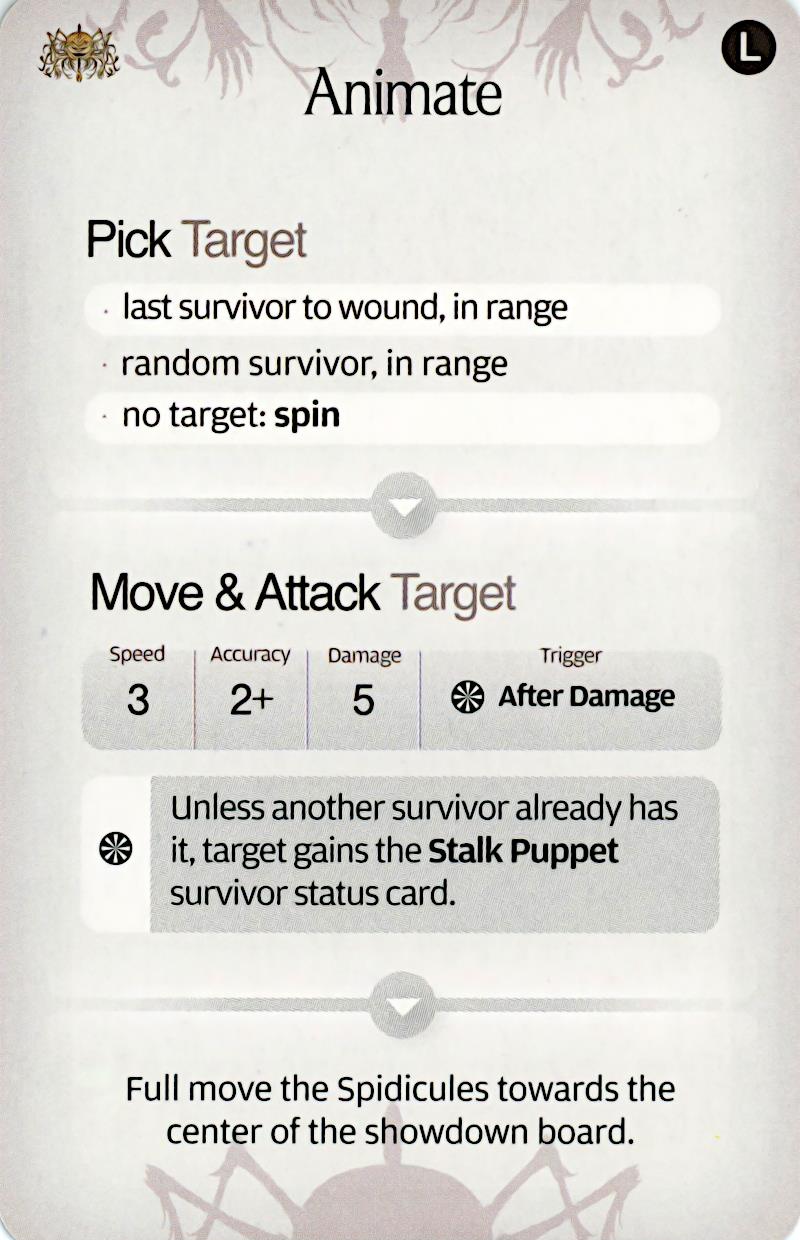 L
Animate
Pick Target
· last survivor to wound, in range
· random survivor, in range
· no target: spin
Move & Attack Target
Speed Accuracy Damage Trigger
3 2+ 5 After Damage
Unless another survivor already has
it, target gains the Stalk Puppet
survivor status card.
Full move the Spidicules towards the
center of the showdown board.